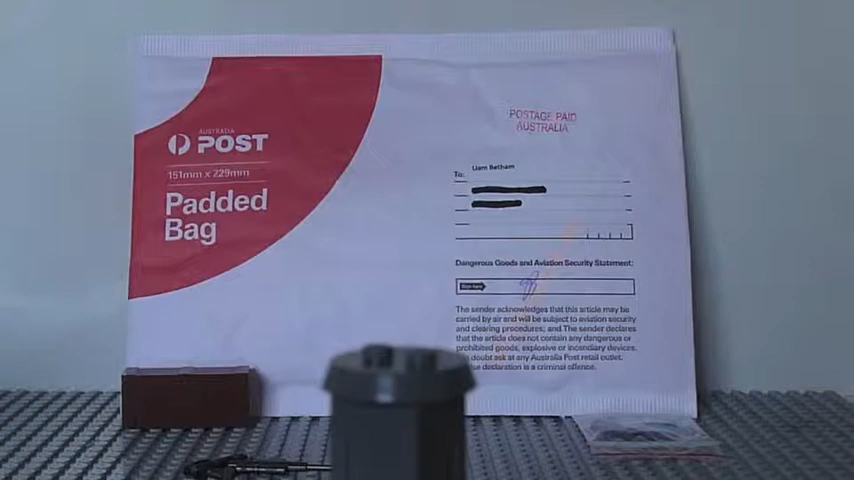 AUSTRALIA
POST
151mm x 229mm
Padded
Bag
POSTAGE PAID
AUSTRALIA
To: Liam Betham
Dangerous Goods and Aviation Security Statement:
Sign here
The sender acknowledges that this article may be
carried by air and will be subject to aviation security
and clearing procedures; and The sender declares
that the article does not contain any dangerous or
prohibited goods, explosive or incendiary devices.
doubt ask at any Australia Post retail outlet.
declaration is a criminal offence.